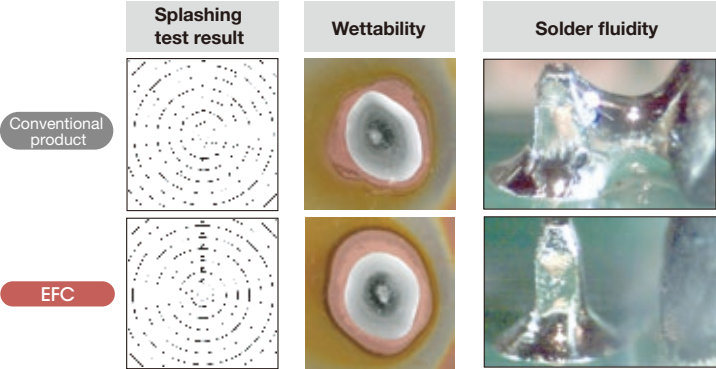 Splashing
test result
Wettability
Solder fluidity
Conventional
product
EFC